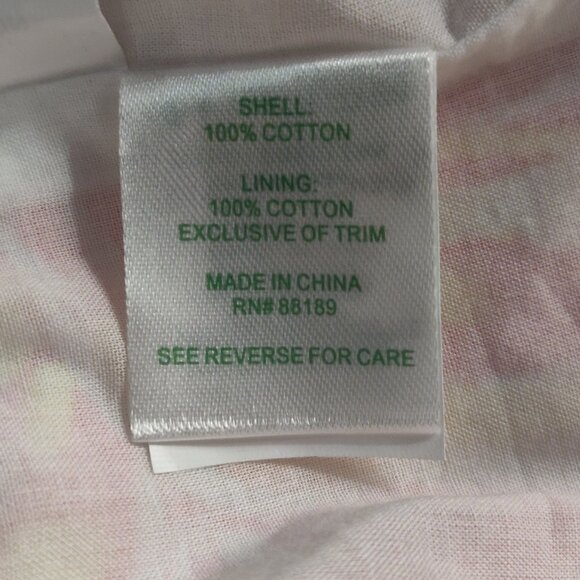 SHELL:
100% COTTON
LINING:
100% COTTON
EXCLUSIVE OF TRIM
MADE IN CHINA
RN# 88189
SEE REVERSE FOR CARE